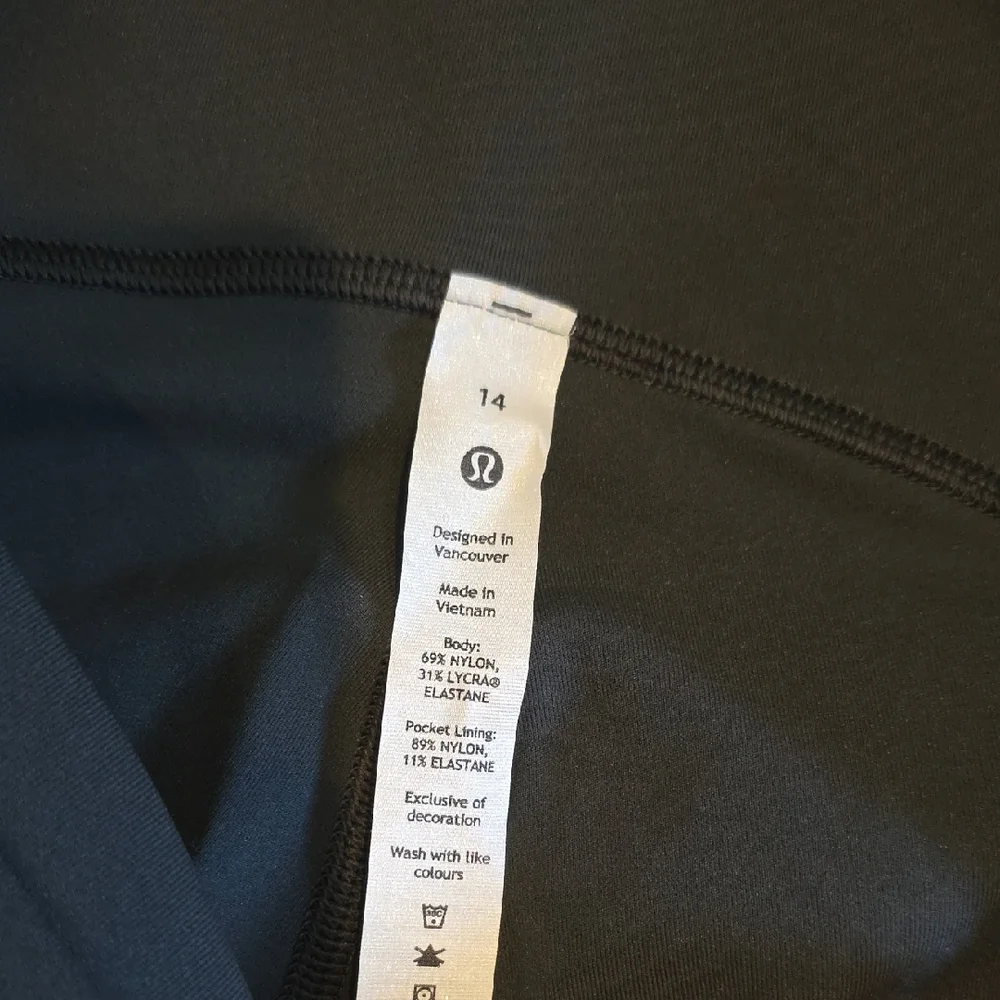 14
Designed in
Vancouver
Made in
Vietnam
Body:
69% NYLON,
31% LYCRA®
ELASTANE
Pocket Lining:
89% NYLON,
11% ELASTANE
Exclusive of
decoration
Wash with like
colours
30C